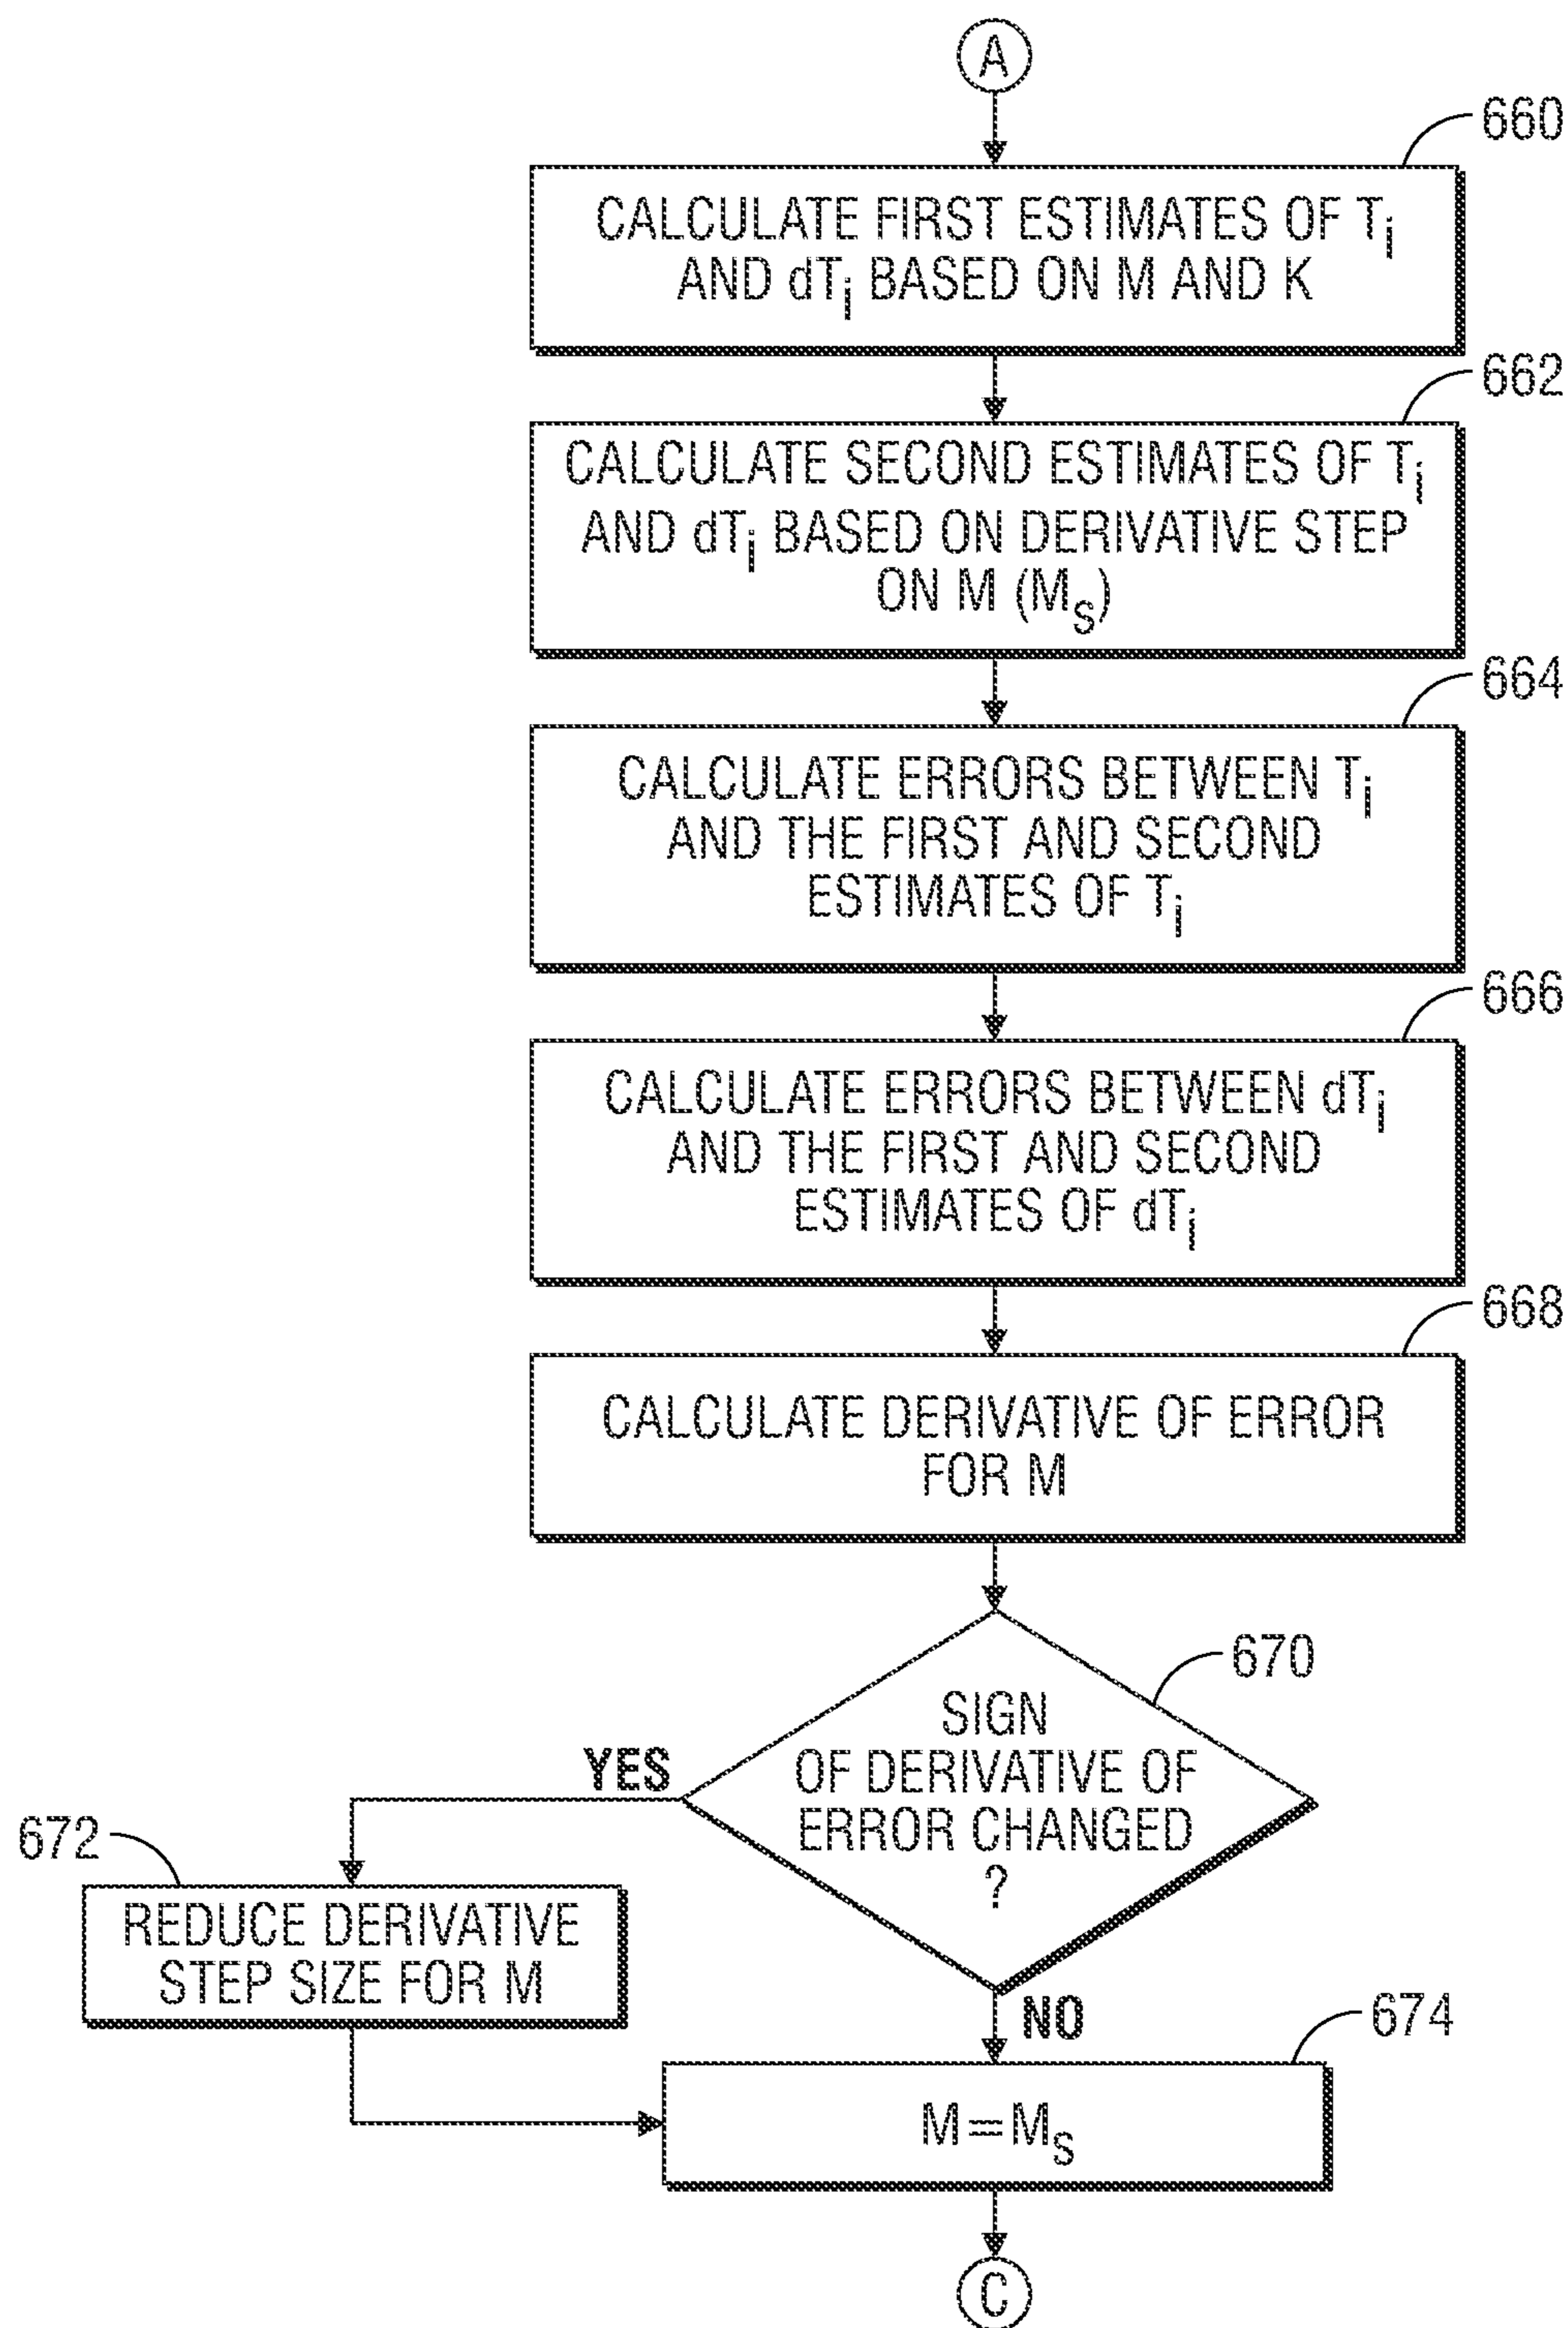 A
660
CALCULATE FIRST ESTIMATES OF Ti
AND dTi BASED ON M AND K
662
CALCULATE SECOND ESTIMATES OF Ti
AND dTi BASED ON DERIVATIVE STEP
ON M (MS)
664
CALCULATE ERRORS BETWEEN Ti
AND THE FIRST AND SECOND
ESTIMATES OF Ti
666
CALCULATE ERRORS BETWEEN dTi
AND THE FIRST AND SECOND
ESTIMATES OF dTi
668
CALCULATE DERIVATIVE OF ERROR
FOR M
670
SIGN
OF DERIVATIVE OF
ERROR CHANGED
?
YES
672
REDUCE DERIVATIVE
STEP SIZE FOR M
NO
674
M=MS
C